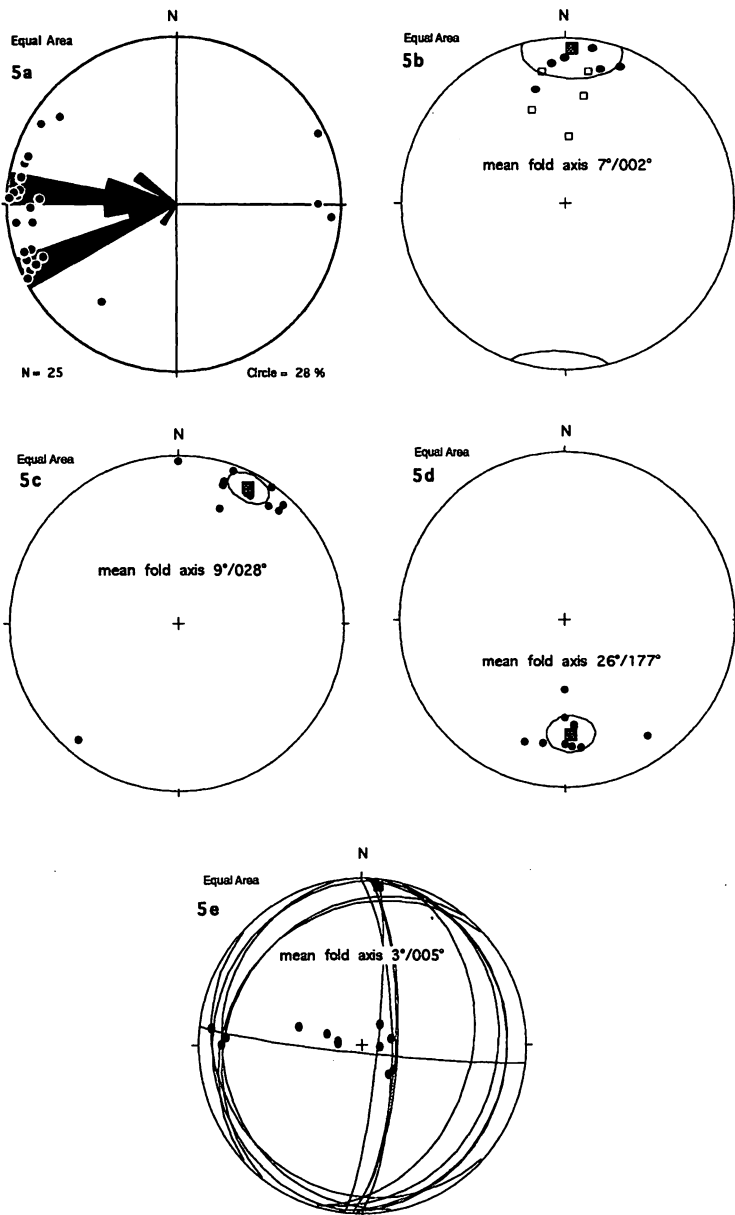 N
Equal Area
5a
N = 25
Circle = 28 %
N
Equal Area
5b
mean fold axis 7°/002°
N
Equal Area
5c
mean fold axis 9°/028°
N
Equal Area
5d
mean fold axis 26°/177°
N
Equal Area
5e
mean fold axis 3°/005°